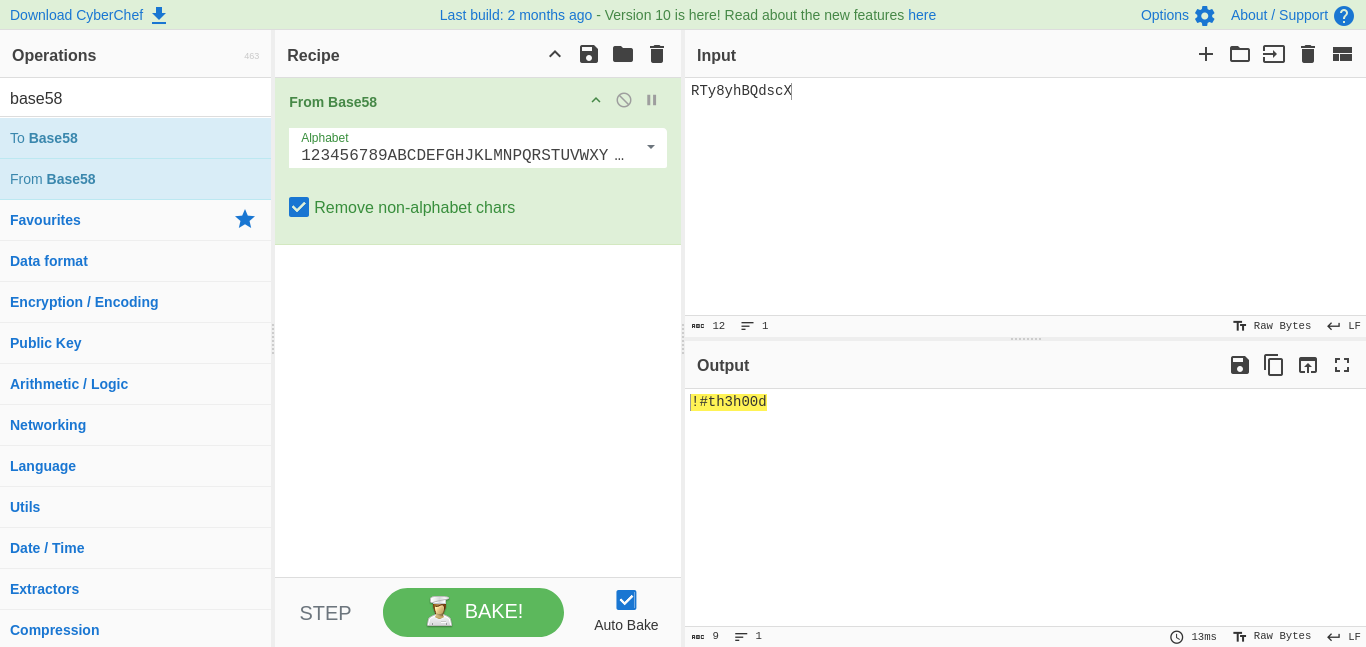 Download CyberChef
Last build: 2 months ago - Version 10 is here! Read about the new features here
Options
About / Support
Operations
463
base58
To Base58
From Base58
Favourites
Data format
Encryption / Encoding
Public Key
Arithmetic / Logic
Networking
Language
Utils
Date / Time
Extractors
Compression
Recipe
From Base58
Alphabet
123456789ABCDEFGHJKLMNPQRSTUVWXY …
Remove non-alphabet chars
STEP
BAKE!
Auto Bake
Input
RTy8yhBQdscX
ABC 12 1
Raw Bytes LF
Output
!#th3h00d
ABC 9 1
13ms Raw Bytes LF